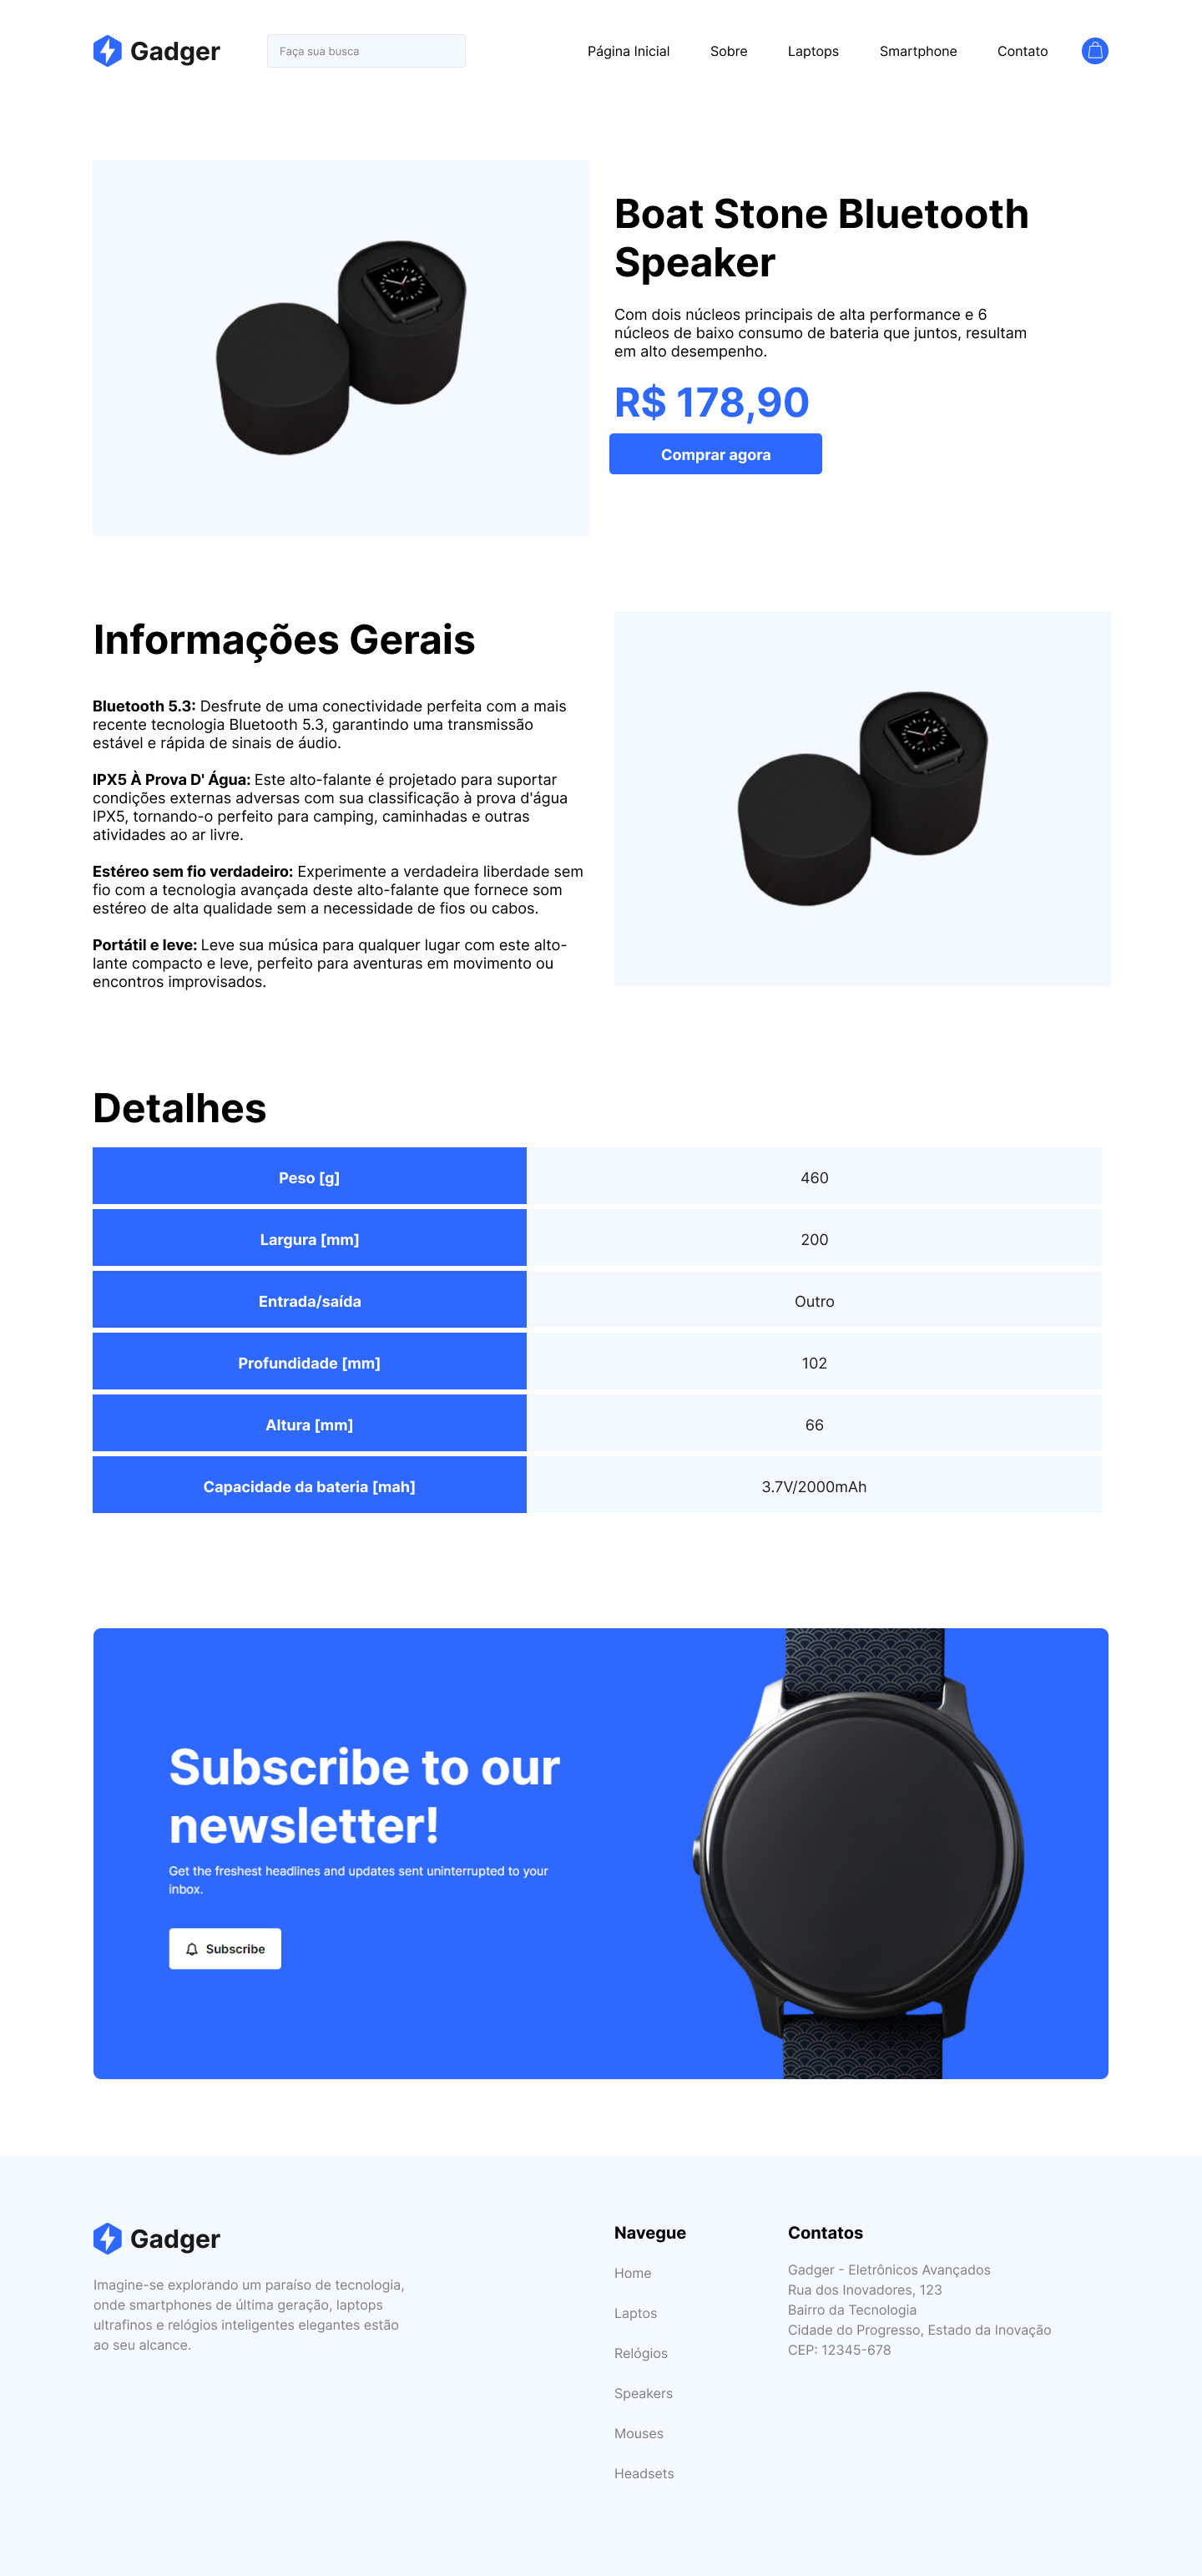 Gadger
Faça sua busca
Página Inicial
Sobre
Laptops
Smartphone
Contato
Boat Stone Bluetooth
Speaker
Com dois núcleos principais de alta performance e 6
núcleos de baixo consumo de bateria que juntos, resultam
em alto desempenho.
R$ 178,90
Comprar agora
Informações Gerais
Bluetooth 5.3: Desfrute de uma conectividade perfeita com a mais
recente tecnologia Bluetooth 5.3, garantindo uma transmissão
estável e rápida de sinais de áudio.
IPX5 À Prova D' Água: Este alto-falante é projetado para suportar
condições externas adversas com sua classificação à prova d'água
IPX5, tornando-o perfeito para camping, caminhadas e outras
atividades ao ar livre.
Estéreo sem fio verdadeiro: Experimente a verdadeira liberdade sem
fio com a tecnologia avançada deste alto-falante que fornece som
estéreo de alta qualidade sem a necessidade de fios ou cabos.
Portátil e leve: Leve sua música para qualquer lugar com este alto-
lante compacto e leve, perfeito para aventuras em movimento ou
encontros improvisados.
Detalhes
Peso [g]
460
Largura [mm]
200
Entrada/saída
Outro
Profundidade [mm]
102
Altura [mm]
66
Capacidade da bateria [mah]
3.7V/2000mAh
Subscribe to our
newsletter!
Get the freshest headlines and updates sent uninterrupted to your
inbox.
Subscribe
Gadger
Imagine-se explorando um paraíso de tecnologia,
onde smartphones de última geração, laptops
ultrafinos e relógios inteligentes elegantes estão
ao seu alcance.
Navegue
Home
Laptos
Relógios
Speakers
Mouses
Headsets
Contatos
Gadger - Eletrônicos Avançados
Rua dos Inovadores, 123
Bairro da Tecnologia
Cidade do Progresso, Estado da Inovação
CEP: 12345-678